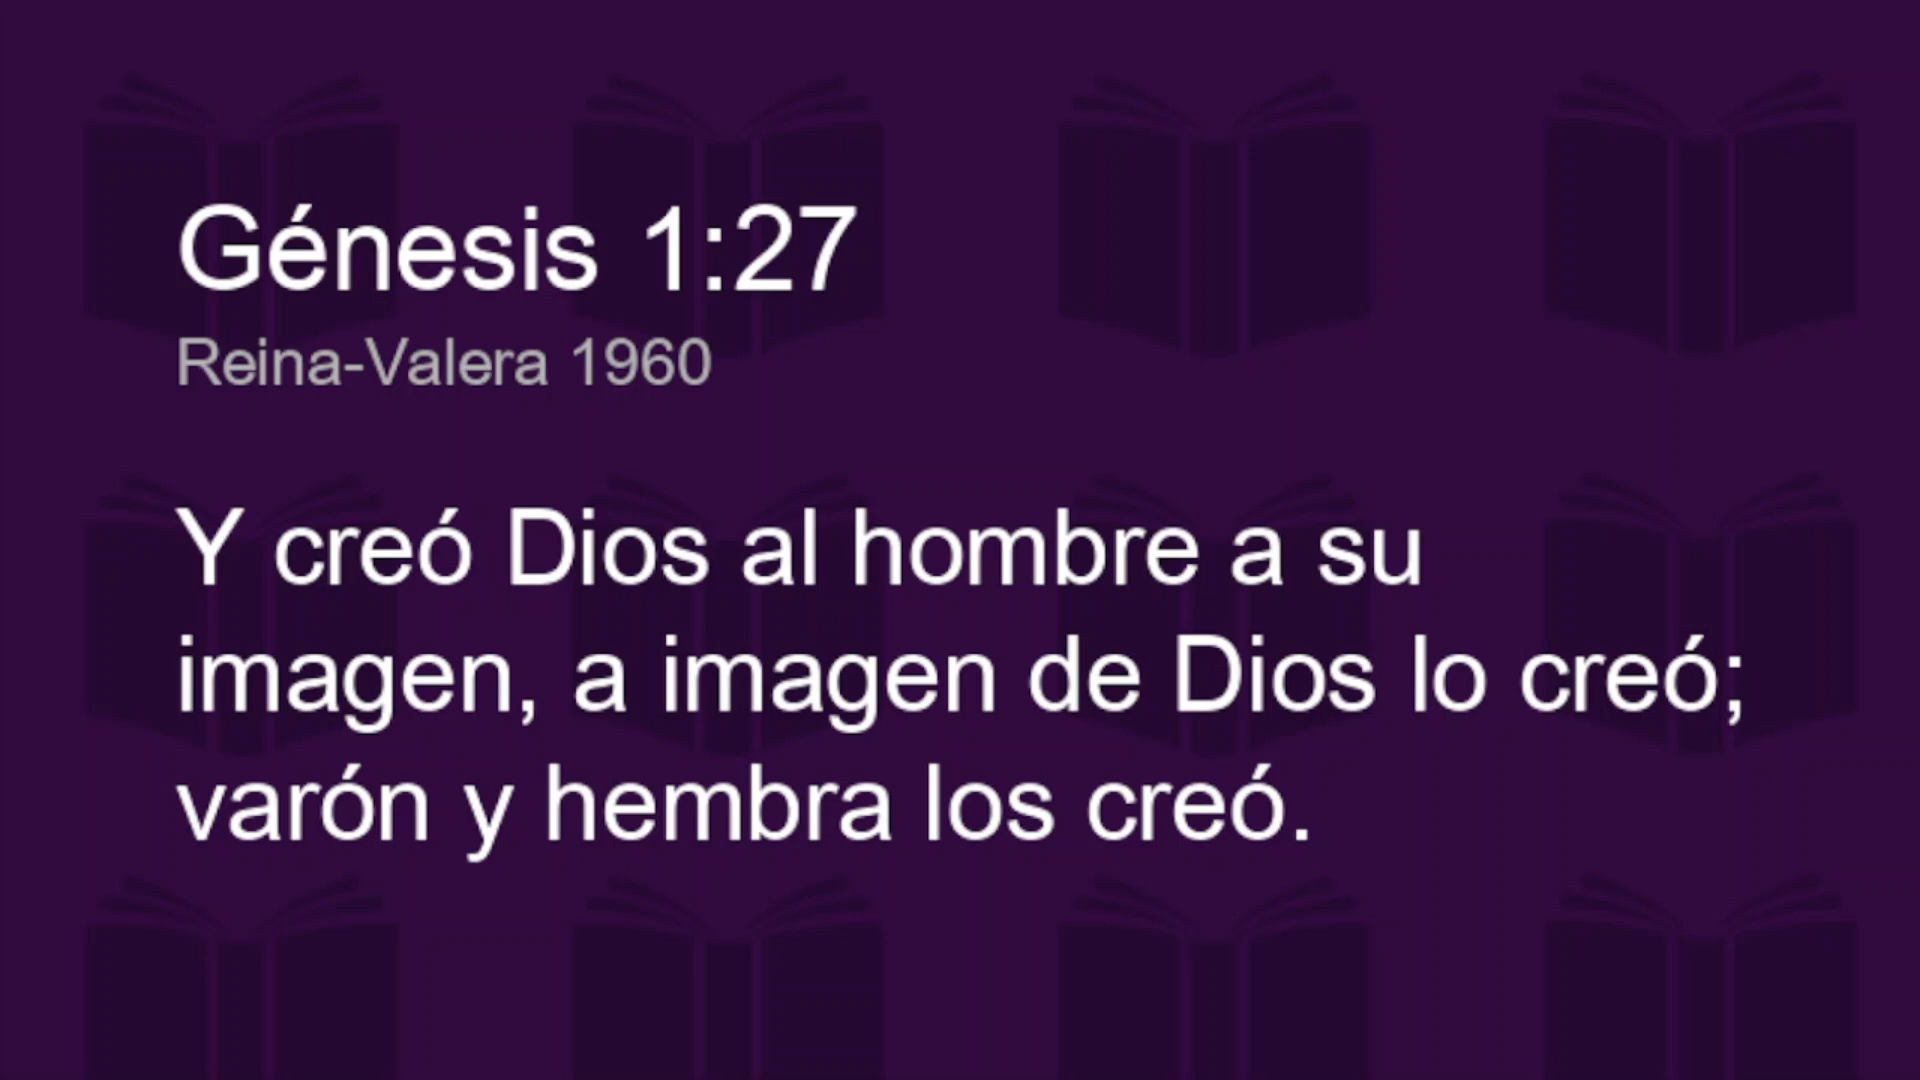 Génesis 1:27
Reina-Valera 1960
Y creó Dios al hombre a su
imagen, a imagen de Dios lo creó;
varón y hembra los creó.